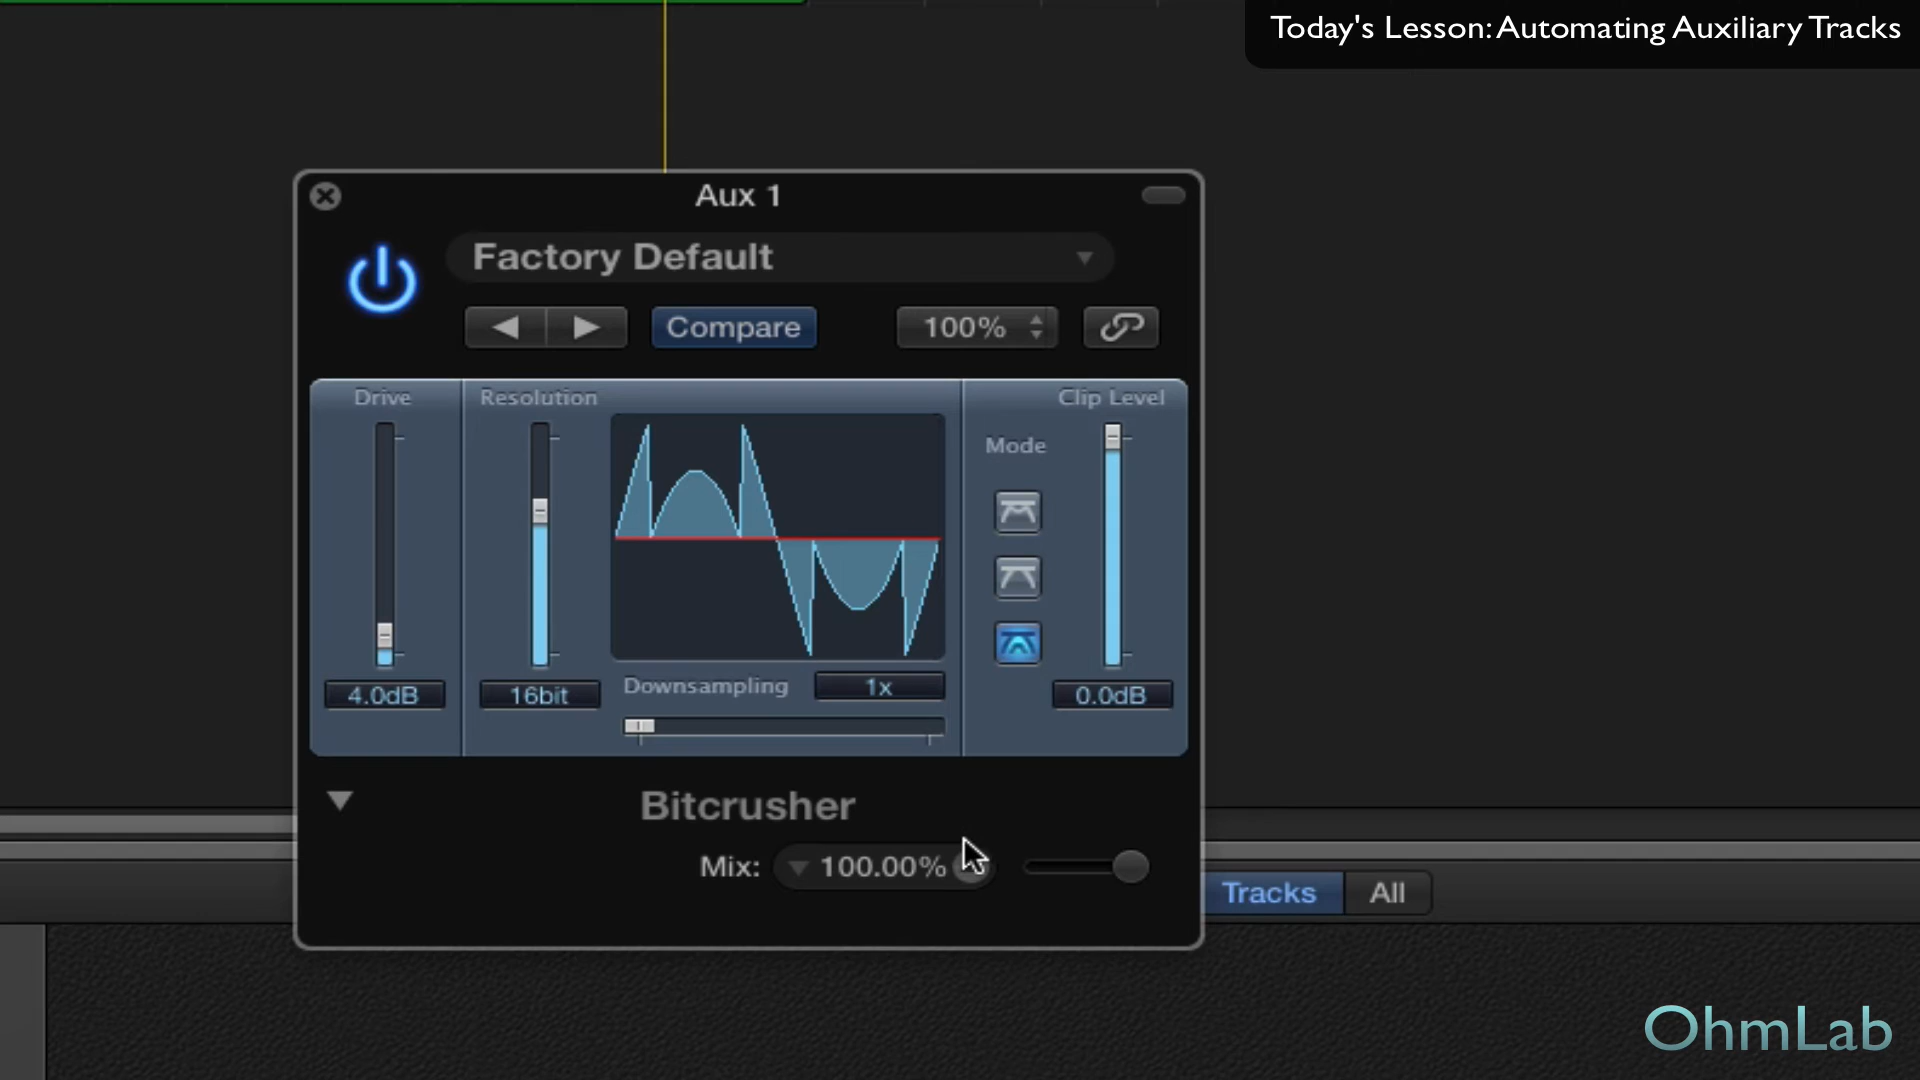 Today's Lesson: Automating Auxiliary Tracks
Aux 1
Factory Default
Compare
100%
Drive
Resolution
Clip Level
Mode
4.0dB
16bit
Downsampling
1x
0.0dB
Bitcrusher
Mix:
100.00%
Tracks
All
OhmLab